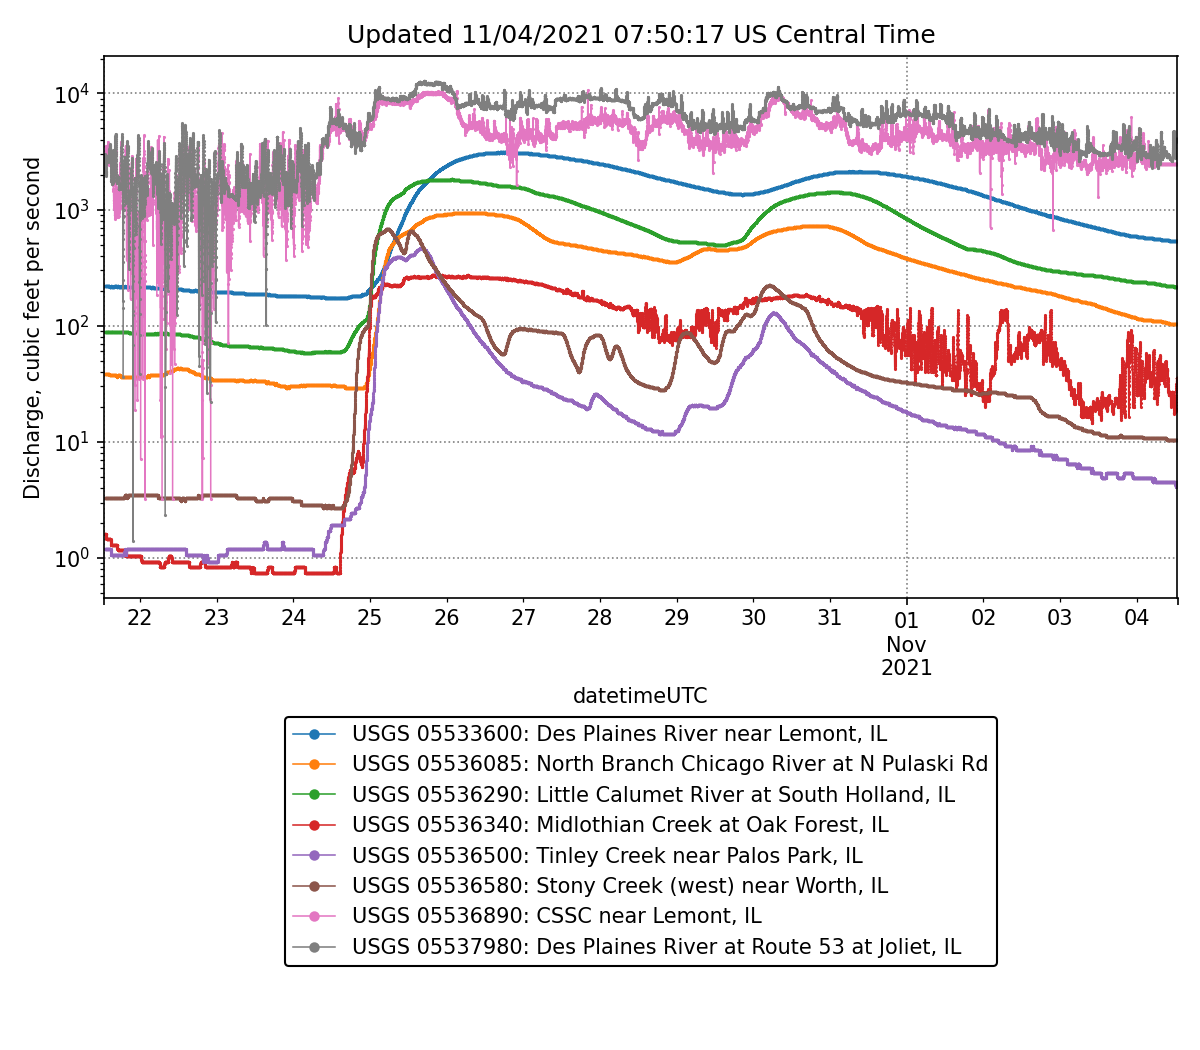 Updated 11/04/2021 07:50:17 US Central Time
Discharge, cubic feet per second
10^4
10^3
10^2
10^1
10^0
22 23 24 25 26 27 28 29 30 31 01 02 03 04
Nov
2021
datetimeUTC
USGS 05533600: Des Plaines River near Lemont, IL
USGS 05536085: North Branch Chicago River at N Pulaski Rd
USGS 05536290: Little Calumet River at South Holland, IL
USGS 05536340: Midlothian Creek at Oak Forest, IL
USGS 05536500: Tinley Creek near Palos Park, IL
USGS 05536580: Stony Creek (west) near Worth, IL
USGS 05536890: CSSC near Lemont, IL
USGS 05537980: Des Plaines River at Route 53 at Joliet, IL